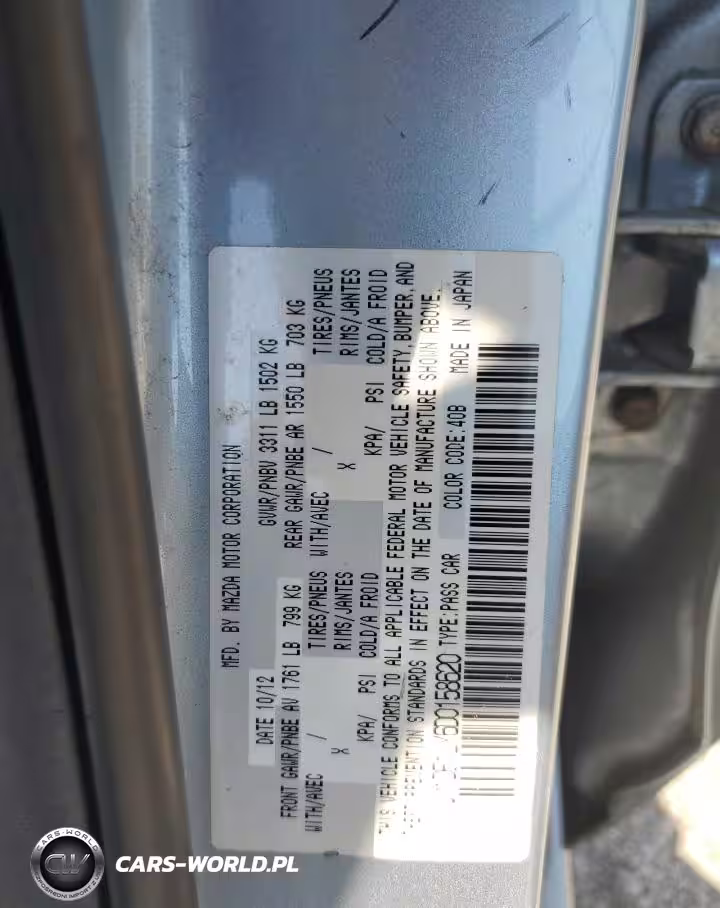 MFD. BY MAZDA MOTOR CORPORATION
DATE 10/12 GVWR/PNBV 3311 LB 1502 KG
FRONT GAWR/PNBE AV 1761 LB 799 KG REAR GAWR/PNBE AR 1550 LB 703 KG
WITH/AVEC / TIRES/PNEUS WITH/AVEC / TIRES/PNEUS
X RIMS/JANTES X RIMS/JANTES
KPA/ PSI COLD/A FROID KPA/ PSI COLD/A FROID
THIS VEHICLE CONFORMS TO ALL APPLICABLE FEDERAL MOTOR VEHICLE SAFETY, BUMPER, AND
PREVENTION STANDARDS IN EFFECT ON THE DATE OF MANUFACTURE SHOWN ABOVE.
6D0158620 TYPE:PASS CAR COLOR CODE:40B MADE IN JAPAN
CARS-WORLD
CW
CARS-WORLD.PL